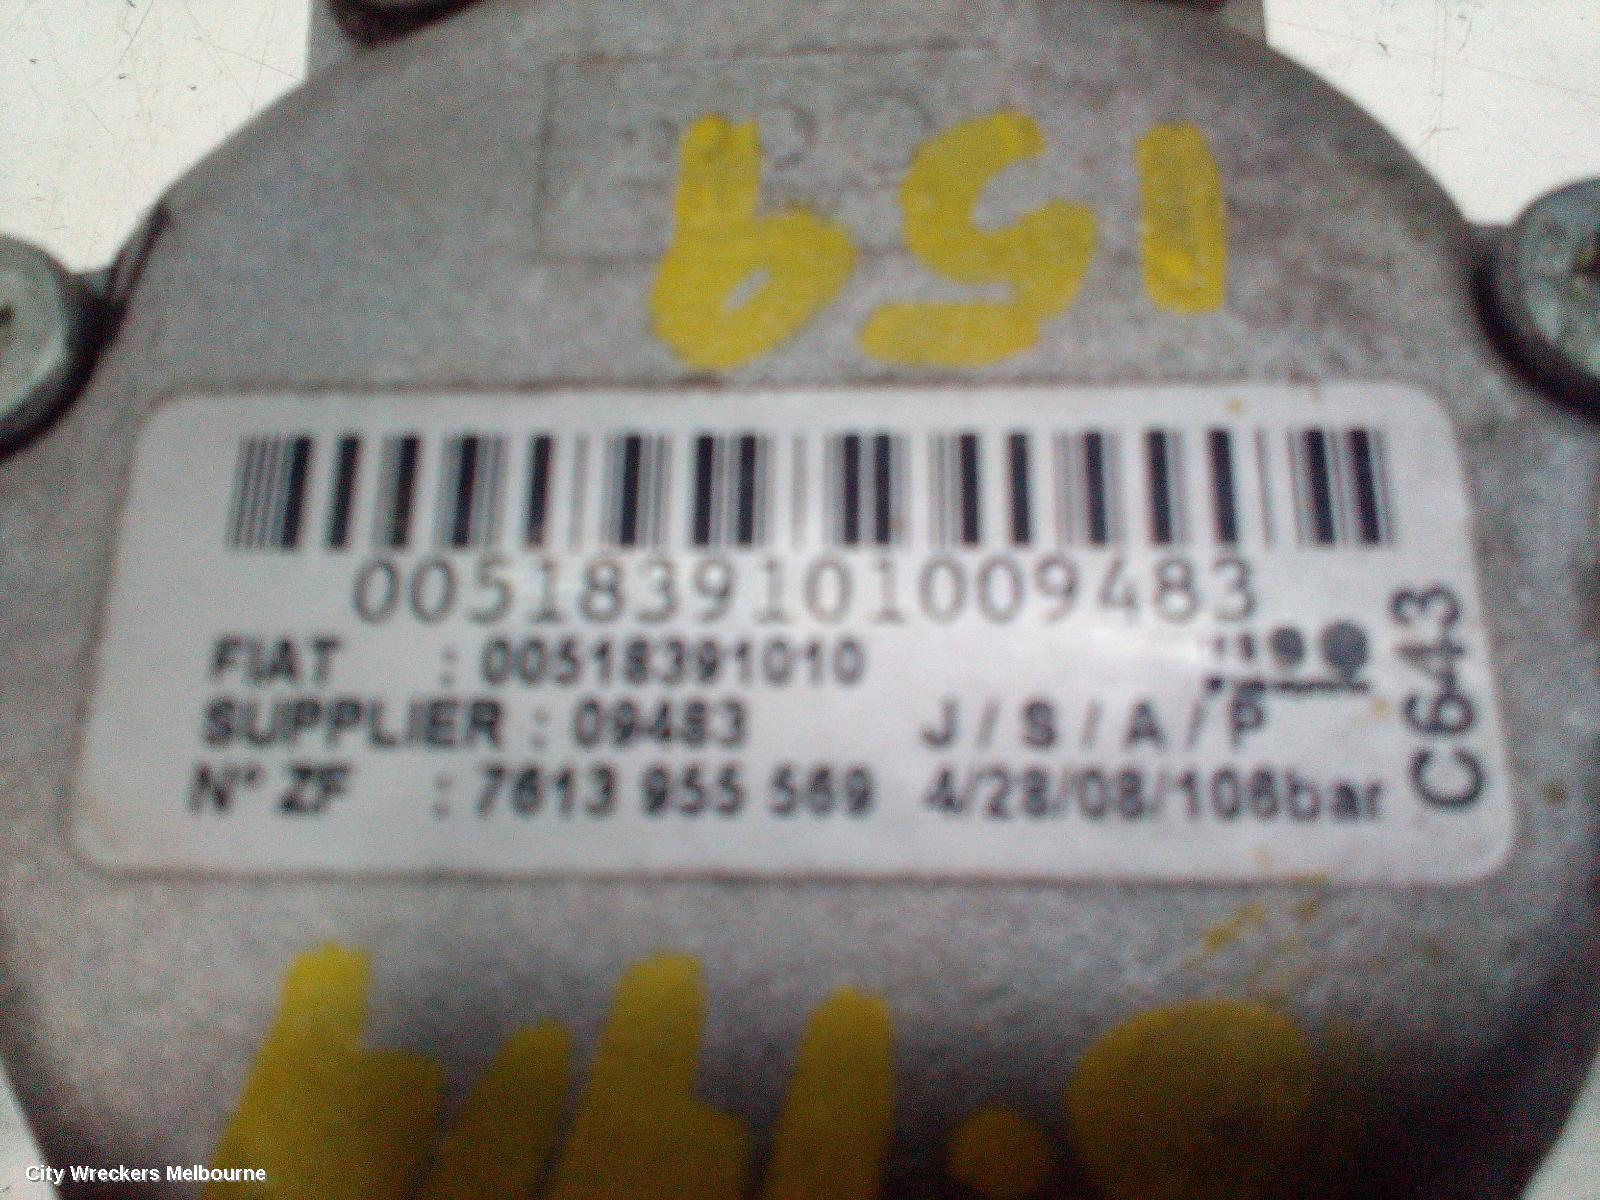 159
0051839101009483
FIAT : 00518391010
SUPPLIER : 09483 J / S / A / P
N° ZF : 7613 955 569 4/28/08/106bar
C643
City Wreckers Melbourne